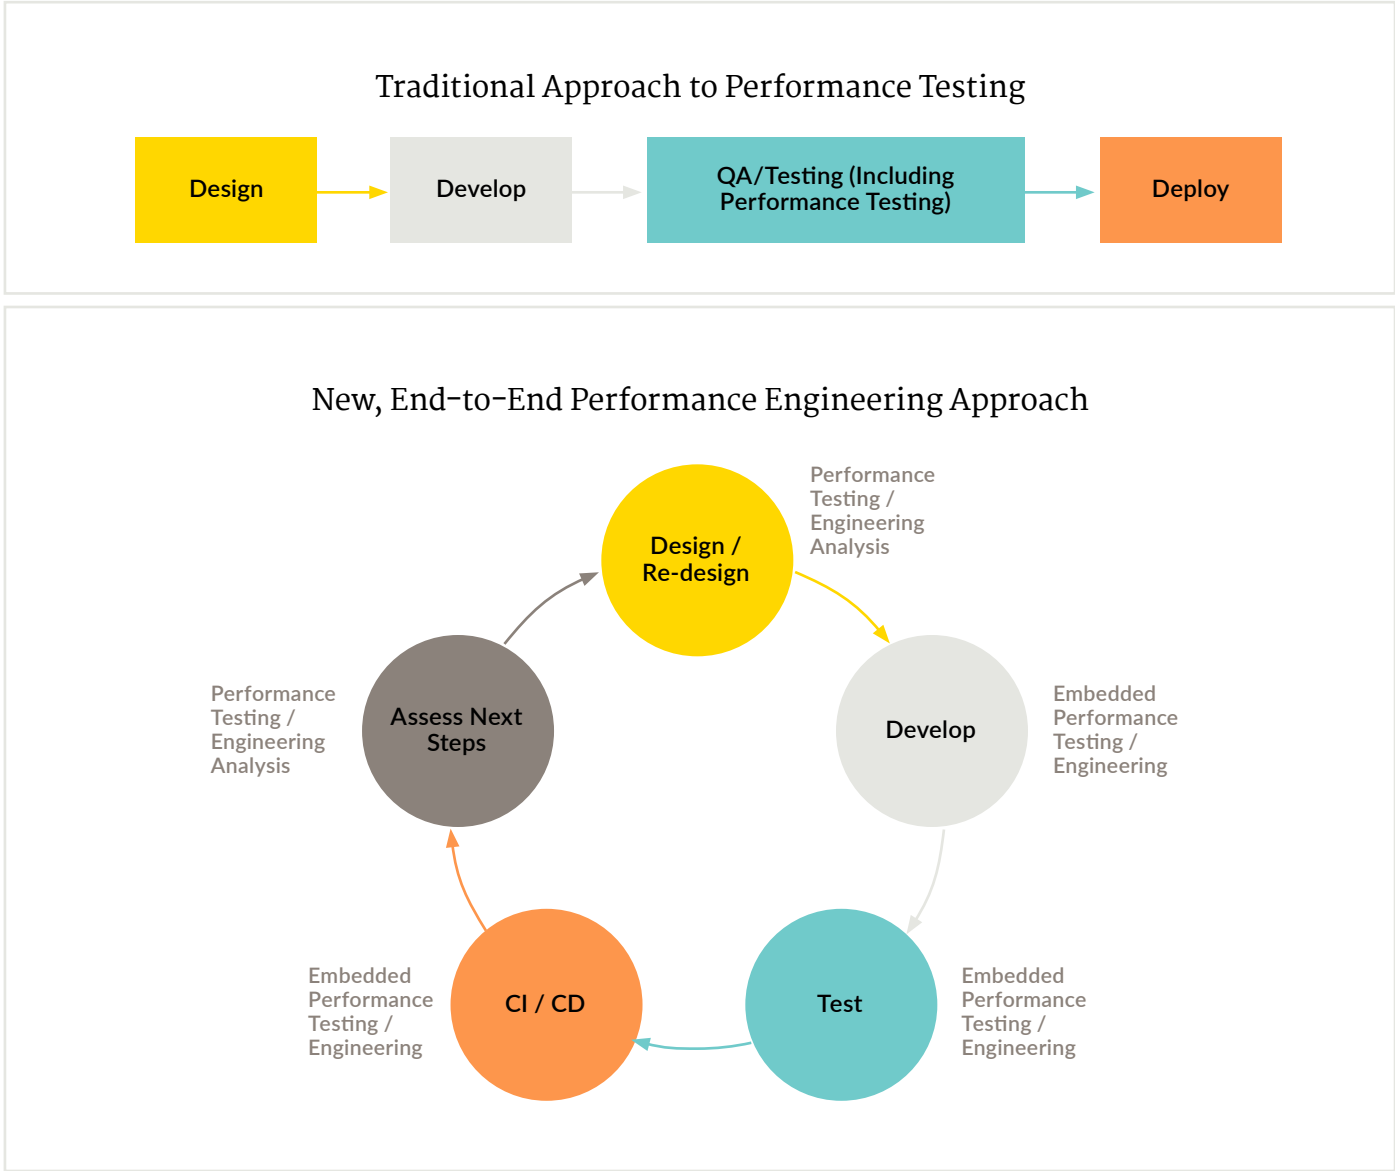 Traditional Approach to Performance Testing
Design
Develop
QA/Testing (Including
Performance Testing)
Deploy
New, End-to-End Performance Engineering Approach
Design /
Re-design
Performance
Testing /
Engineering
Analysis
Develop
Embedded
Performance
Testing /
Engineering
Test
Embedded
Performance
Testing /
Engineering
CI / CD
Embedded
Performance
Testing /
Engineering
Assess Next
Steps
Performance
Testing /
Engineering
Analysis